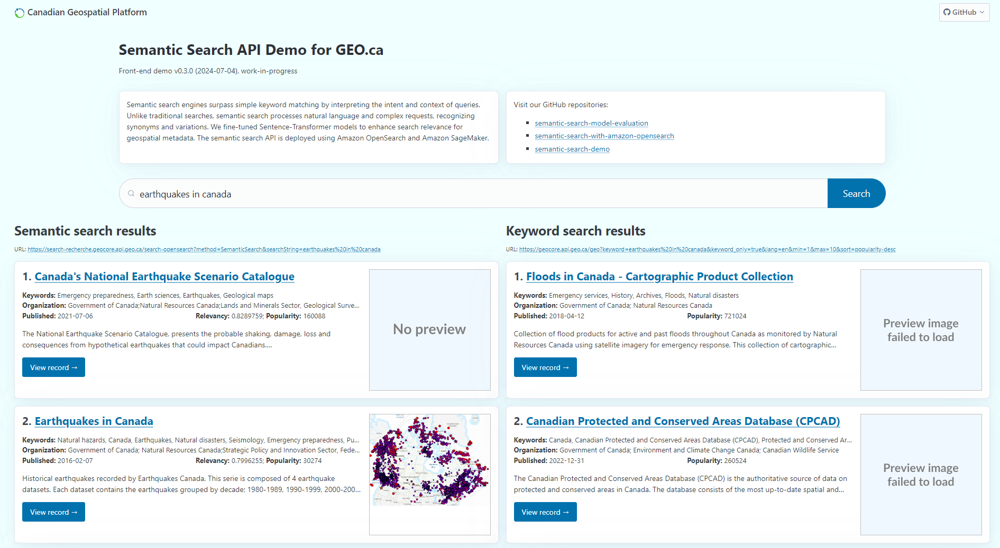 Canadian Geospatial Platform
GitHub
Semantic Search API Demo for GEO.ca
Front-end demo v0.3.0 (2024-07-04), work-in-progress
Semantic search engines surpass simple keyword matching by interpreting the intent and context of queries.
Unlike traditional searches, semantic search processes natural language and complex requests, recognizing
synonyms and variations. We fine-tuned Sentence-Transformer models to enhance search relevance for
geospatial metadata. The semantic search API is deployed using Amazon OpenSearch and Amazon SageMaker.
Visit our GitHub repositories:
semantic-search-model-evaluation
semantic-search-with-amazon-opensearch
semantic-search-demo
earthquakes in canada
Search
Semantic search results
URL: https://search-recherche.geocore.api.geo.ca/search-opensearch?method=SemanticSearch&searchString=earthquakes%20in%20canada
1. Canada's National Earthquake Scenario Catalogue
Keywords: Emergency preparedness, Earth sciences, Earthquakes, Geological maps
Organization: Government of Canada;Natural Resources Canada;Lands and Minerals Sector, Geological Surve...
Published: 2021-07-06
Relevancy: 0.8289759; Popularity: 160088
The National Earthquake Scenario Catalogue, presents the probable shaking, damage, loss and
consequences from hypothetical earthquakes that could impact Canadians....
View record →
No preview
2. Earthquakes in Canada
Keywords: Natural hazards, Canada, Earthquakes, Natural disasters, Seismology, Emergency preparedness, Pu...
Organization: Government of Canada; Natural Resources Canada;Strategic Policy and Innovation Sector, Fede...
Published: 2016-02-07
Relevancy: 0.7996255; Popularity: 30274
Historical earthquakes recorded by Earthquakes Canada. This serie is composed of 4 earthquake
datasets. Each dataset contains the earthquakes grouped by decade; 1980-1989, 1990-1999, 2000-200...
View record →
Keyword search results
URL: https://geocore.api.geo.ca/geo?keyword=earthquakes%20in%20canada&keyword_only=true&lang=en&min=1&max=10&sort=popularity-desc
1. Floods in Canada - Cartographic Product Collection
Keywords: Emergency services, History, Archives, Floods, Natural disasters
Organization: Government of Canada; Natural Resources Canada
Published: 2018-04-12
Popularity: 721024
Collection of flood products for active and past floods throughout Canada as monitored by Natural
Resources Canada using satellite imagery for emergency response. This collection of cartographic...
View record →
Preview image
failed to load
2. Canadian Protected and Conserved Areas Database (CPCAD)
Keywords: Canada, Canadian Protected and Conserved Areas Database (CPCAD), Protected and Conserved Ar...
Organization: Government of Canada; Environment and Climate Change Canada; Canadian Wildlife Service
Published: 2022-12-31
Popularity: 260524
The Canadian Protected and Conserved Areas Database (CPCAD) is the authoritative source of data on
protected and conserved areas in Canada. The database consists of the most up-to-date spatial and...
View record →
Preview image
failed to load